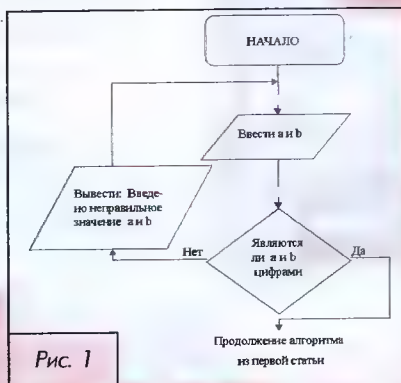 НАЧАЛО
Ввести a и b
Вывести: Введе-
но неправильное
значение a и b
Нет
Являются
ли a и b
цифрами
Да
Продолжение алгоритма
из первой статьи
Рис. 1